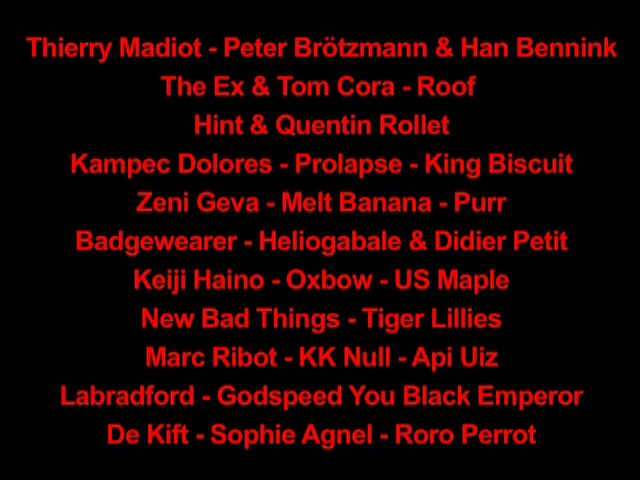 Thierry Madiot - Peter Brötzmann & Han Bennink
The Ex & Tom Cora - Roof
Hint & Quentin Rollet
Kampec Dolores - Prolapse - King Biscuit
Zeni Geva - Melt Banana - Purr
Badgewearer - Heliogabale & Didier Petit
Keiji Haino - Oxbow - US Maple
New Bad Things - Tiger Lillies
Marc Ribot - KK Null - Api Uiz
Labradford - Godspeed You Black Emperor
De Kift - Sophie Agnel - Roro Perrot